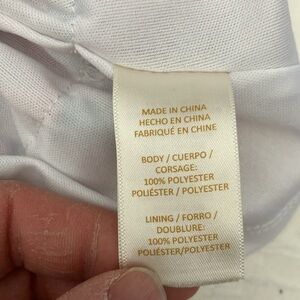 MADE IN CHINA
HECHO EN CHINA
FABRIQUÉ EN CHINE
BODY / CUERPO /
CORSAGE:
100% POLYESTER
POLIÉSTER / POLYESTER
LINING / FORRO /
DOUBLURE:
100% POLYESTER
POLIÉSTER/POLYESTER